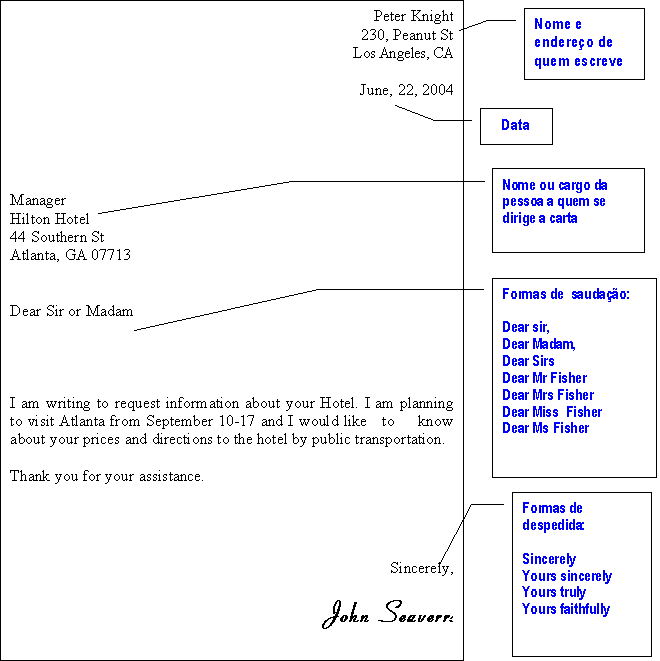 Peter Knight
230, Peanut St
Los Angeles, CA
June, 22, 2004
Nome e
endereço de
quem escreve
Data
Manager
Hilton Hotel
44 Southern St
Atlanta, GA 07713
Nome ou cargo da
pessoa a quem se
dirige a carta
Dear Sir or Madam
Formas de saudação:
Dear sir,
Dear Madam,
Dear Sirs
Dear Mr Fisher
Dear Mrs Fisher
Dear Miss Fisher
Dear Ms Fisher
I am writing to request information about your Hotel. I am planning
to visit Atlanta from September 10-17 and I would like to know
about your prices and directions to the hotel by public transportation.
Thank you for your assistance.
Sincerely,
John
Formas de
despedida:
Sincerely
Yours sincerely
Yours truly
Yours faithfully